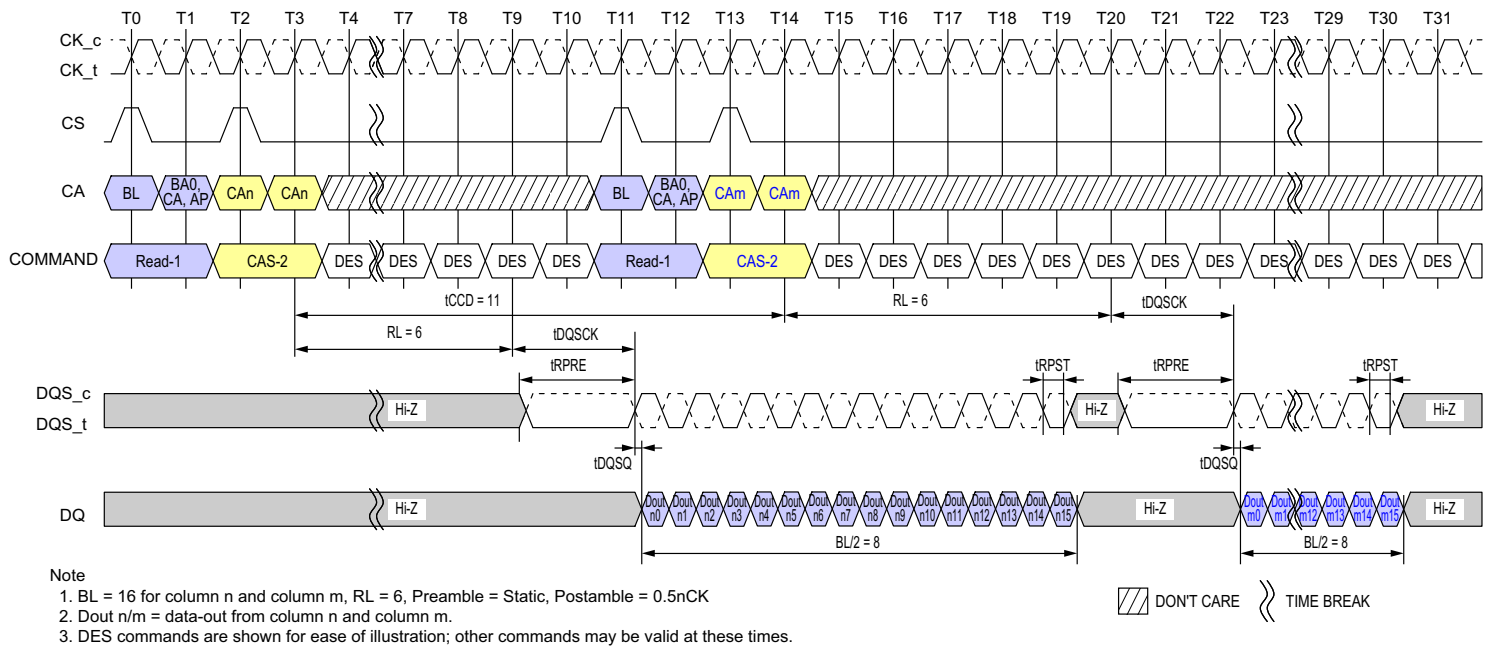 T0 T1 T2 T3 T4 T7 T8 T9 T10 T11 T12 T13 T14 T15 T16 T17 T18 T19 T20 T21 T22 T23 T29 T30 T31
CK_c
CK_t
CS
CA BL BA0, CA, AP CAn CAn BL BA0, CA, AP CAm CAm
COMMAND Read-1 CAS-2 DES DES DES DES DES Read-1 CAS-2 DES DES DES DES DES DES DES DES DES DES DES DES
tCCD = 11 RL = 6 tDQSCK
RL = 6 tDQSCK
tRPRE tRPST tRPRE tRPST
DQS_c
DQS_t
Hi-Z Hi-Z Hi-Z
tDQSQ tDQSQ
DQ Hi-Z Dout n0 Dout n1 Dout n2 Dout n3 Dout n4 Dout n5 Dout n6 Dout n7 Dout n8 Dout n9 Dout n10 Dout n11 Dout n12 Dout n13 Dout n14 Dout n15 Hi-Z Dout m0 Dout m1 Dout m12 Dout m13 Dout m14 Dout m15 Hi-Z
BL/2 = 8 BL/2 = 8
Note
1. BL = 16 for column n and column m, RL = 6, Preamble = Static, Postamble = 0.5nCK
2. Dout n/m = data-out from column n and column m.
3. DES commands are shown for ease of illustration; other commands may be valid at these times.
DON'T CARE TIME BREAK